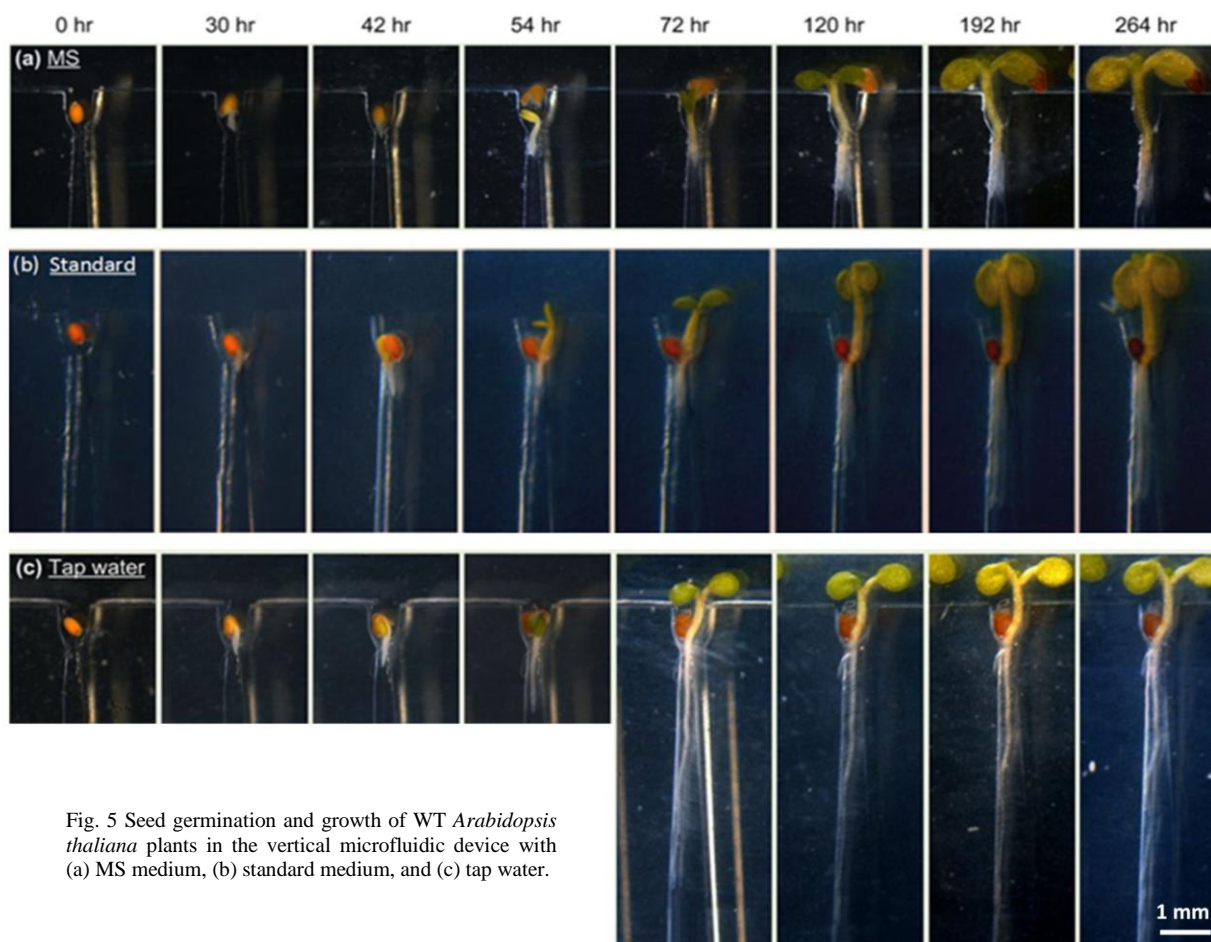 0 hr 30 hr 42 hr 54 hr 72 hr 120 hr 192 hr 264 hr
(a) MS
(b) Standard
(c) Tap water
1 mm
Fig. 5 Seed germination and growth of WT Arabidopsis
thaliana plants in the vertical microfluidic device with
(a) MS medium, (b) standard medium, and (c) tap water.